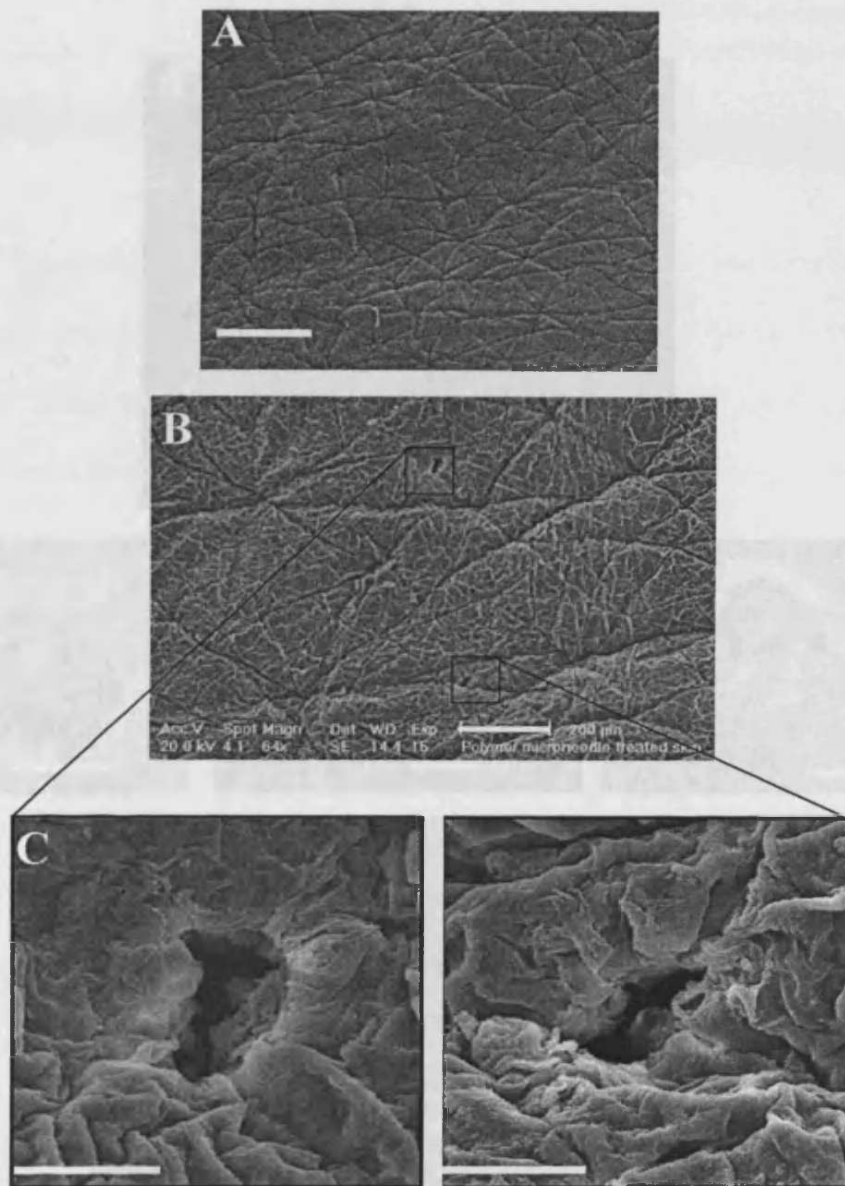 A
B
Acc.V Spot Magn Det WD Exp 200 µm
20.0 kV 4.1 64x SE 14.4 15 Polymer microneedle treated skin
C